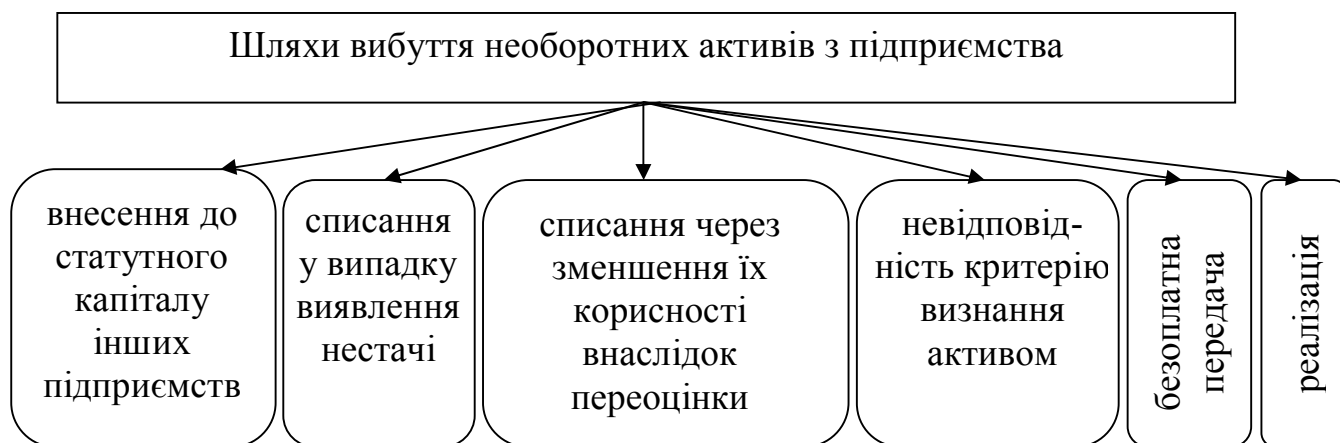 Шляхи вибуття необоротних активів з підприємства
внесення до
статутного
капіталу
інших
підприємств
списання
у випадку
виявлення
нестачі
списання через
зменшення їх
корисності
внаслідок
переоцінки
невідповід-
ність критерію
визнання
активом
безоплатна
передача
реалізація